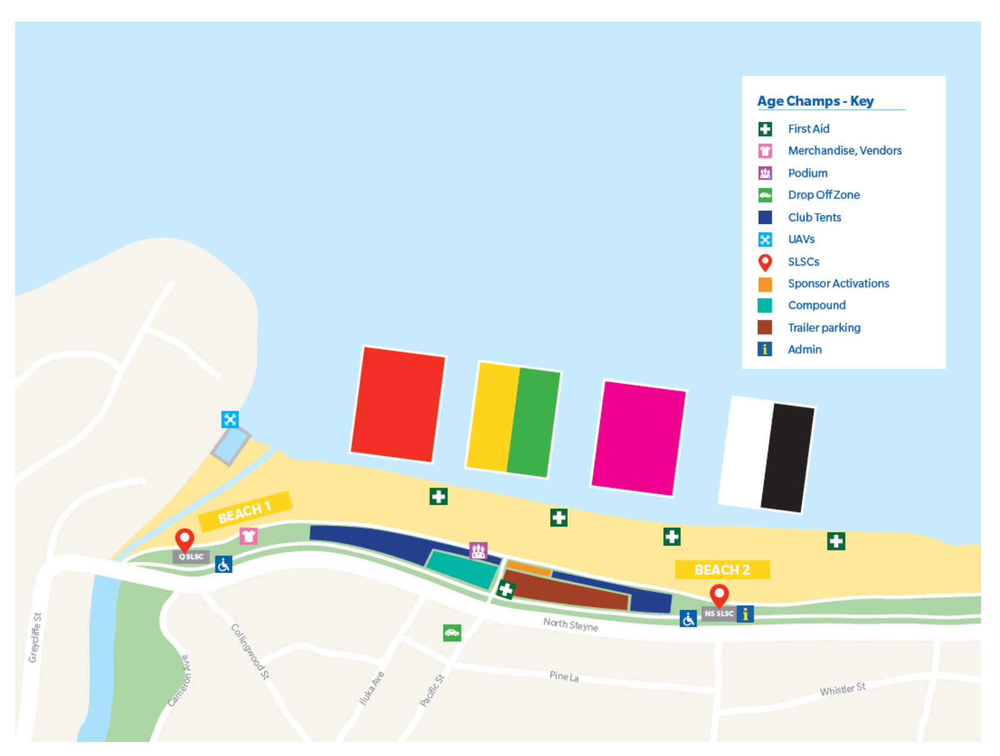 Age Champs - Key
First Aid
Merchandise, Vendors
Podium
Drop Off Zone
Club Tents
UAVs
SLSCs
Sponsor Activations
Compound
Trailer parking
i Admin
BEACH 1
Q SLSC
BEACH 2
NS SLSC i
North Steyne
Greycliffe St
Cameron Ave
Collingwood St
Iluka Ave
Pacific St
Pine La
Whistler St